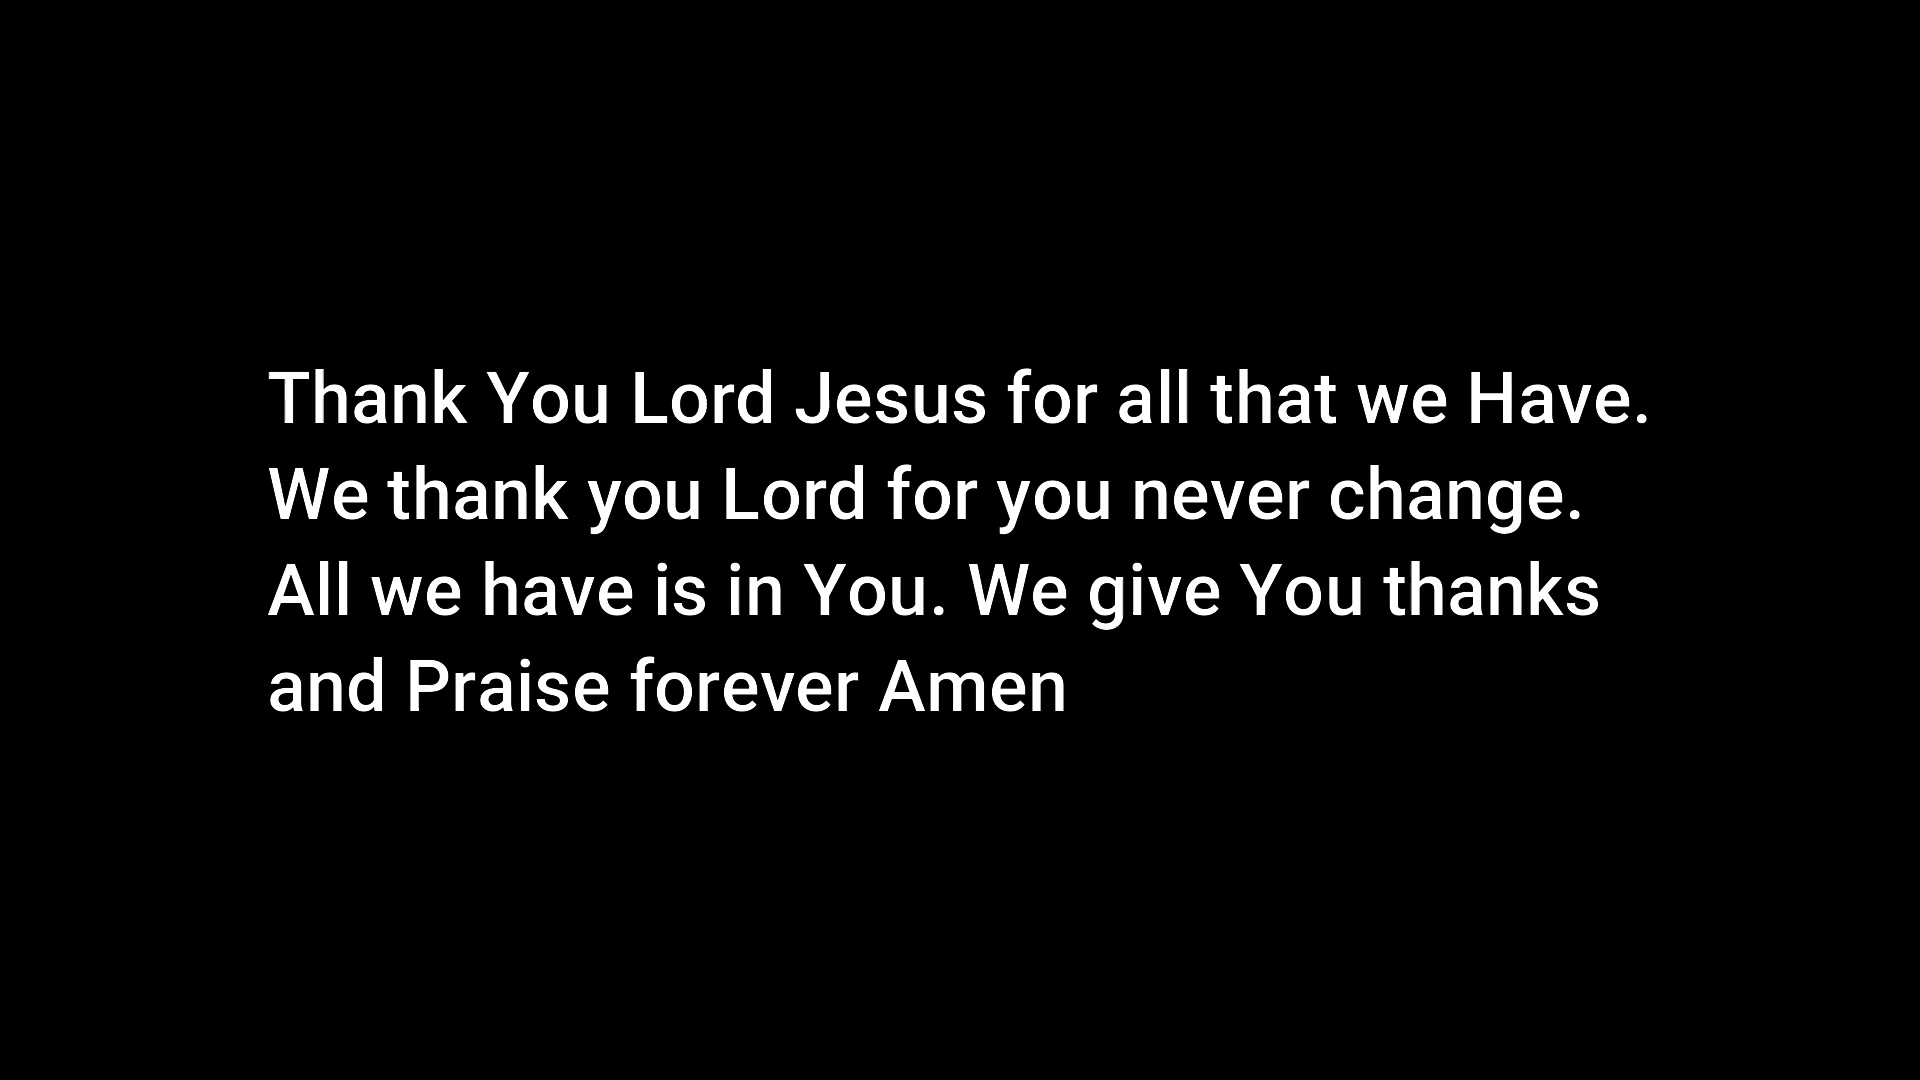 Thank You Lord Jesus for all that we Have.
We thank you Lord for you never change.
All we have is in You. We give You thanks
and Praise forever Amen